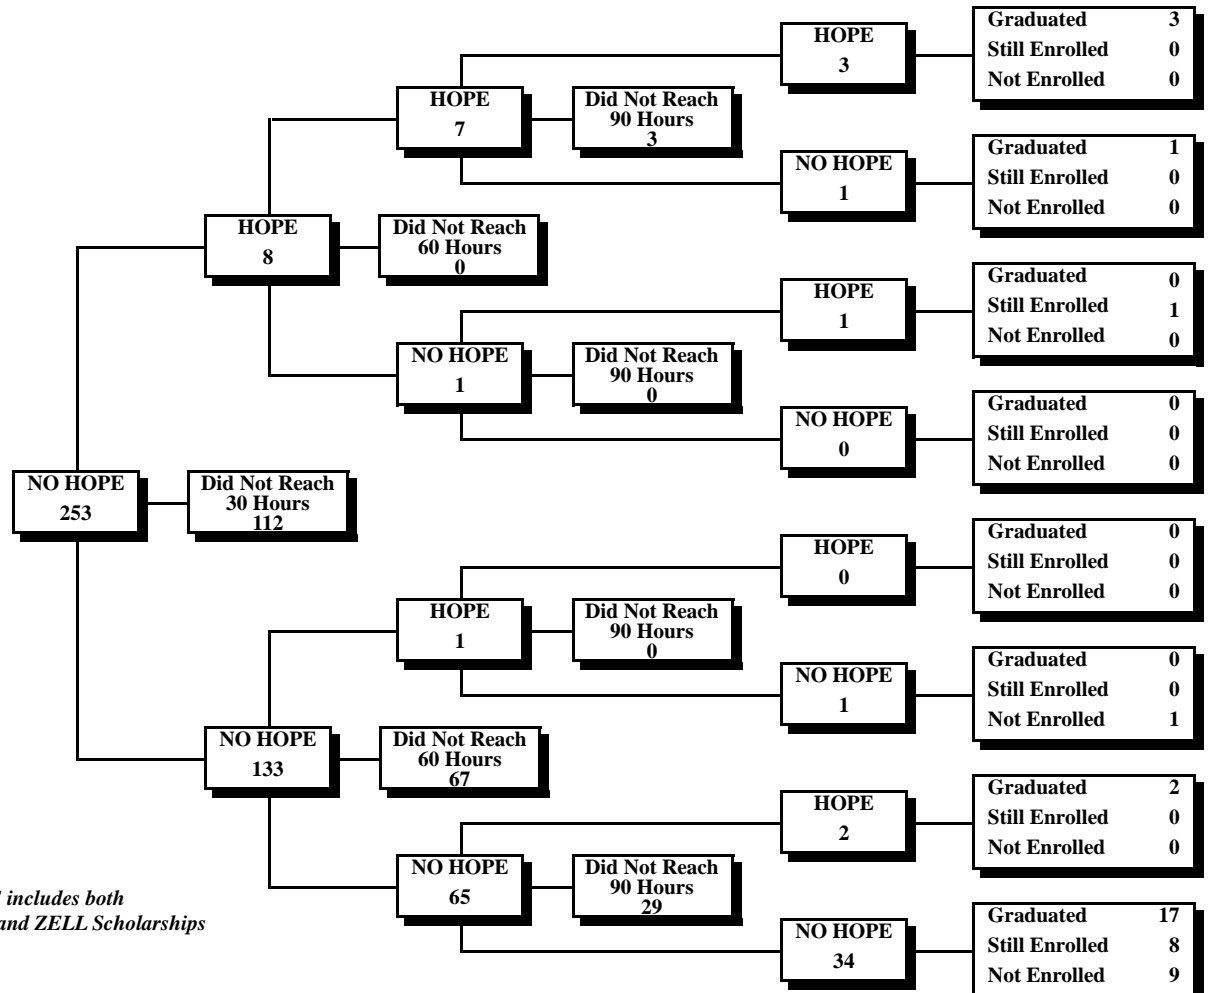 NO HOPE
253
Did Not Reach
30 Hours
112
HOPE
8
Did Not Reach
60 Hours
0
HOPE
7
Did Not Reach
90 Hours
3
HOPE
3
Graduated 3
Still Enrolled 0
Not Enrolled 0
NO HOPE
1
Graduated 1
Still Enrolled 0
Not Enrolled 0
NO HOPE
1
Did Not Reach
90 Hours
0
HOPE
1
Graduated 0
Still Enrolled 1
Not Enrolled 0
NO HOPE
0
Graduated 0
Still Enrolled 0
Not Enrolled 0
NO HOPE
133
Did Not Reach
60 Hours
67
HOPE
1
Did Not Reach
90 Hours
0
HOPE
0
Graduated 0
Still Enrolled 0
Not Enrolled 0
NO HOPE
1
Graduated 0
Still Enrolled 0
Not Enrolled 1
NO HOPE
65
Did Not Reach
90 Hours
29
HOPE
2
Graduated 2
Still Enrolled 0
Not Enrolled 0
NO HOPE
34
Graduated 17
Still Enrolled 8
Not Enrolled 9
includes both
and ZELL Scholarships